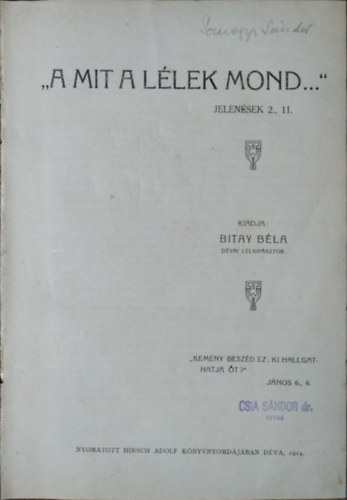 Somogyi Sándor
„A MIT A LÉLEK MOND...“
JELENÉSEK 2., 11.
KIADJA:
BITAY BÉLA
DÉVAI LELKIPÁSZTOR.
„KEMÉNY BESZÉD EZ; KI HALLGAT-
HATJA ŐT?“
JÁNOS 6., 6.
CSIA SÁNDOR dr.
NYOMATOTT HIRSCH ADOLF KÖNYVNYOMDÁJÁBAN DÉVA, 1914.